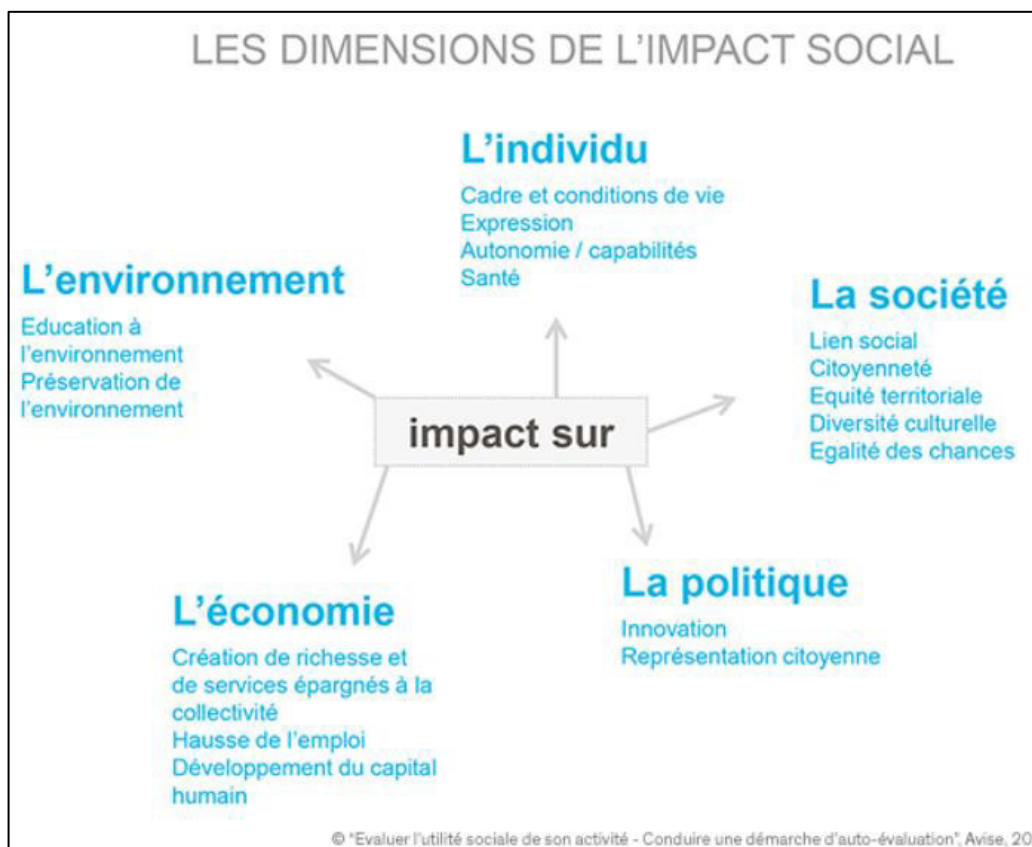 LES DIMENSIONS DE L'IMPACT SOCIAL
L'individu
Cadre et conditions de vie
Expression
Autonomie / capabilités
Santé
L'environnement
Education à
l'environnement
Préservation de
l'environnement
La société
Lien social
Citoyenneté
Equité territoriale
Diversité culturelle
Egalité des chances
impact sur
L'économie
Création de richesse et
de services épargnés à la
collectivité
Hausse de l'emploi
Développement du capital
humain
La politique
Innovation
Représentation citoyenne
© "Evaluer l'utilité sociale de son activité - Conduire une démarche d'auto-évaluation", Avise, 20